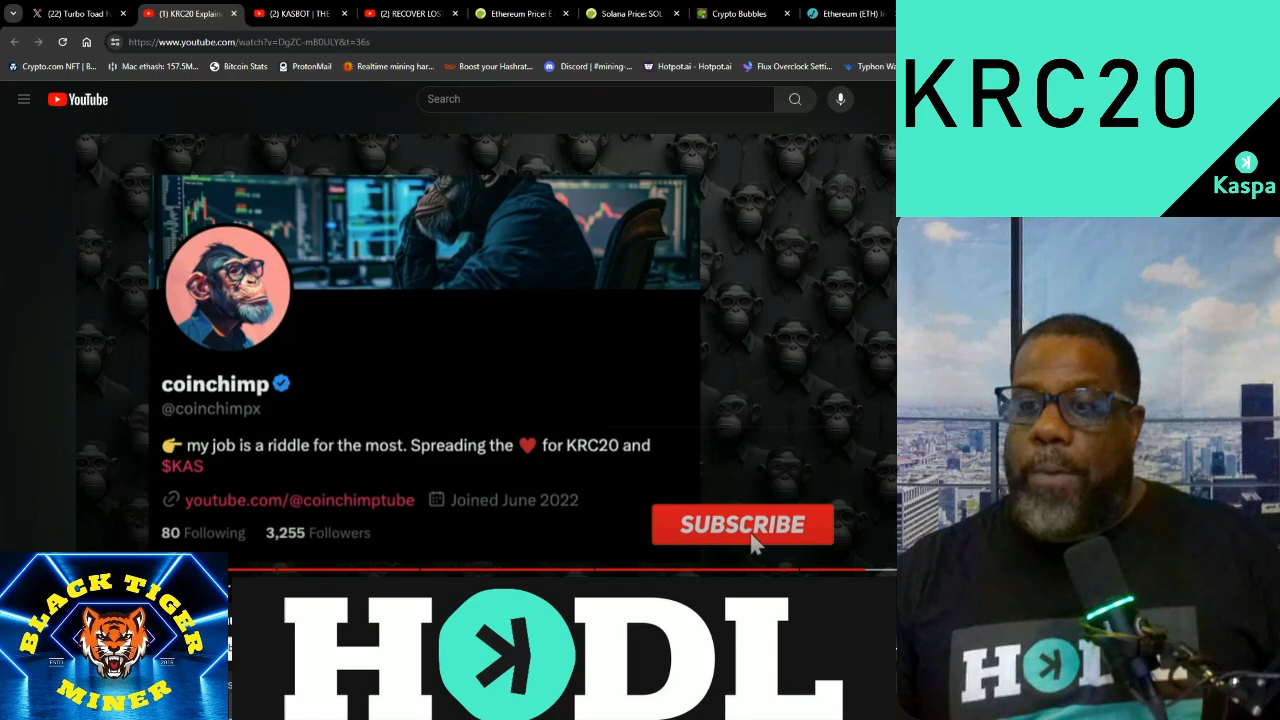 (22) Turbo Toad F
(1) KRC20 Explain
(2) KASBOT | THE
(2) RECOVER LOS
Ethereum Price: E
Solana Price: SOL
Crypto Bubbles
Ethereum (ETH) I
https://www.youtube.com/watch?v=DgZC-mB0ULY&t=36s
Crypto.com NFT | B...
Mac ethash: 157.5M...
Bitcoin Stats
ProtonMail
Realtime mining har...
Boost your Hashrat...
Discord | #mining-...
Hotpot.ai - Hotpot.ai
Flux Overclock Setti...
Typhon Wa
YouTube
Search
KRC20
Kaspa
coinchimp
@coinchimpx
👉 my job is a riddle for the most. Spreading the ❤️ for KRC20 and
$KAS
youtube.com/@coinchimptube Joined June 2022
80 Following 3,255 Followers
SUBSCRIBE
BLACK TIGER
ESTD 2018
MINER
HODL
HODL